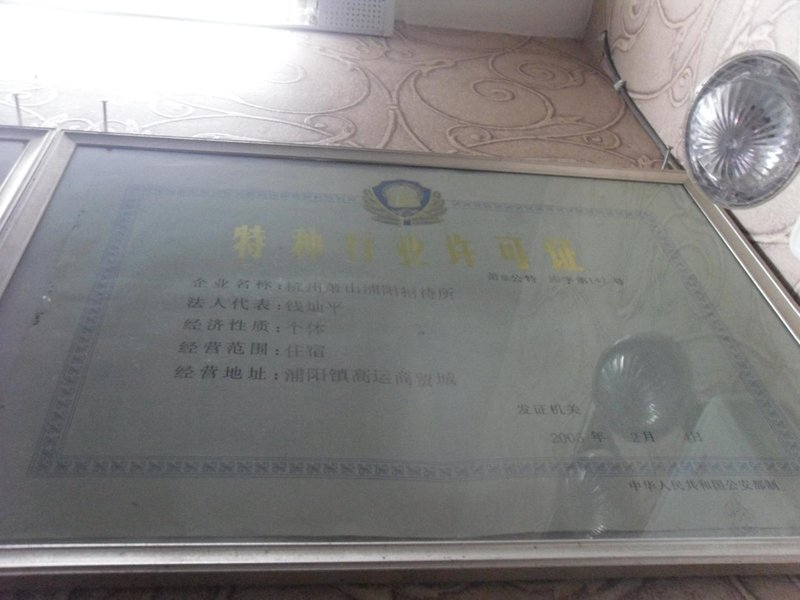 特种行业许可证
企业名称:杭州萧山浦阳招待所
法人代表:钱灿平
经济性质:个体
经营范围:住宿
经营地址:浦阳镇高运商贸城
发证机关
年 2月 日
中华人民共和国公安部制